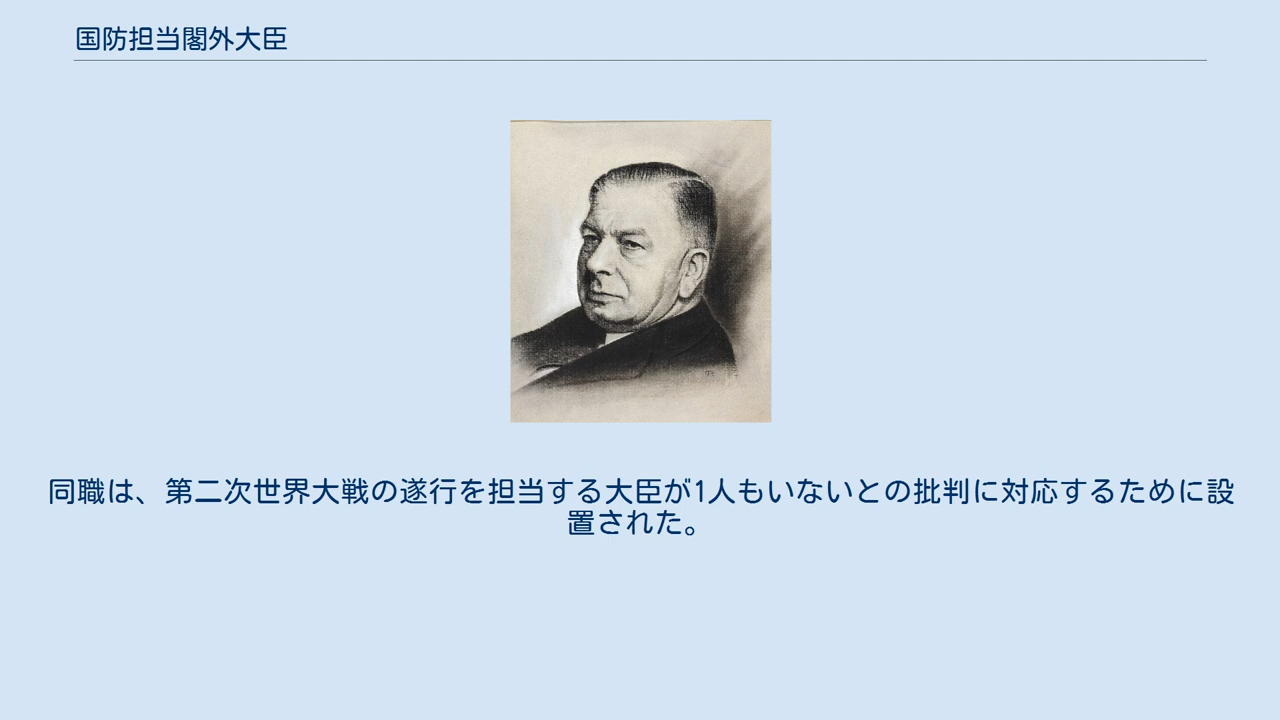 国防担当閣外大臣
同職は、第二次世界大戦の遂行を担当する大臣が1人もいないとの批判に対応するために設
置された。